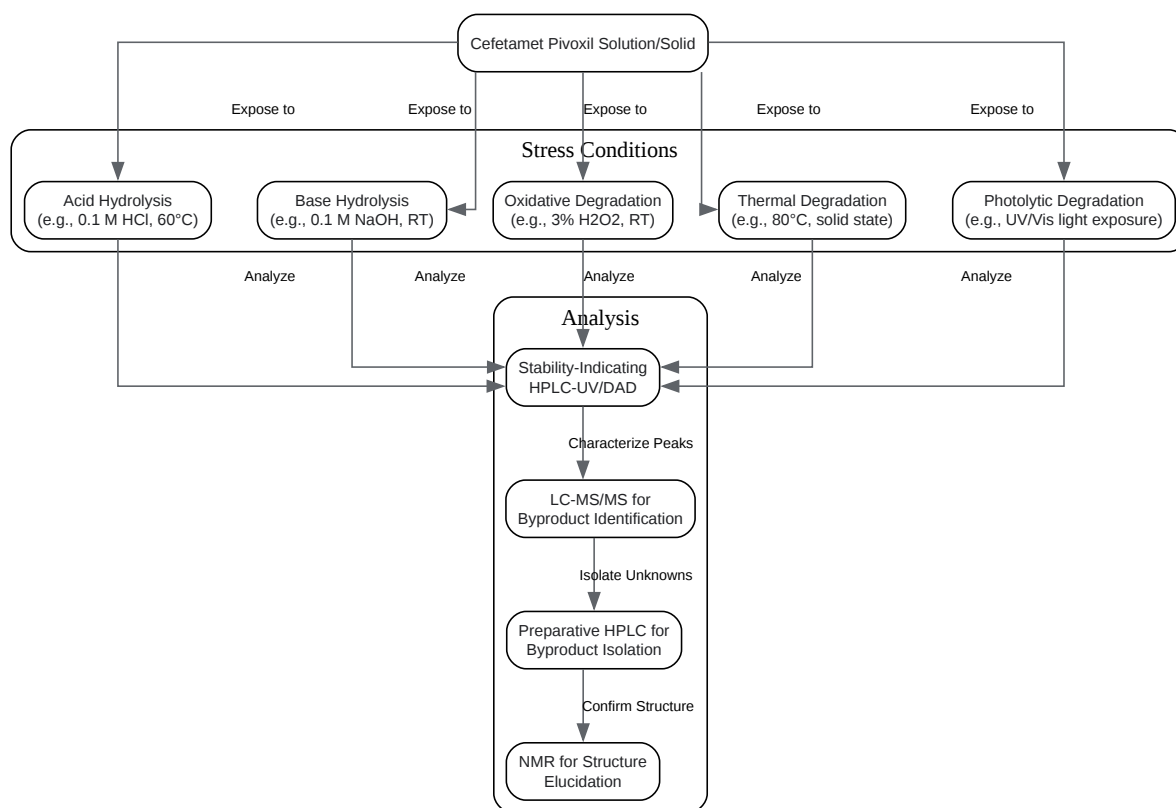 Cefetamet Pivoxil Solution/Solid
Expose to
Expose to
Expose to
Expose to
Expose to
Stress Conditions
Acid Hydrolysis
(e.g., 0.1 M HCl, 60°C)
Base Hydrolysis
(e.g., 0.1 M NaOH, RT)
Oxidative Degradation
(e.g., 3% H2O2, RT)
Thermal Degradation
(e.g., 80°C, solid state)
Photolytic Degradation
(e.g., UV/Vis light exposure)
Analyze
Analyze
Analyze
Analyze
Analyze
Analysis
Stability-Indicating
HPLC-UV/DAD
Characterize Peaks
LC-MS/MS for
Byproduct Identification
Isolate Unknowns
Preparative HPLC for
Byproduct Isolation
Confirm Structure
NMR for Structure
Elucidation